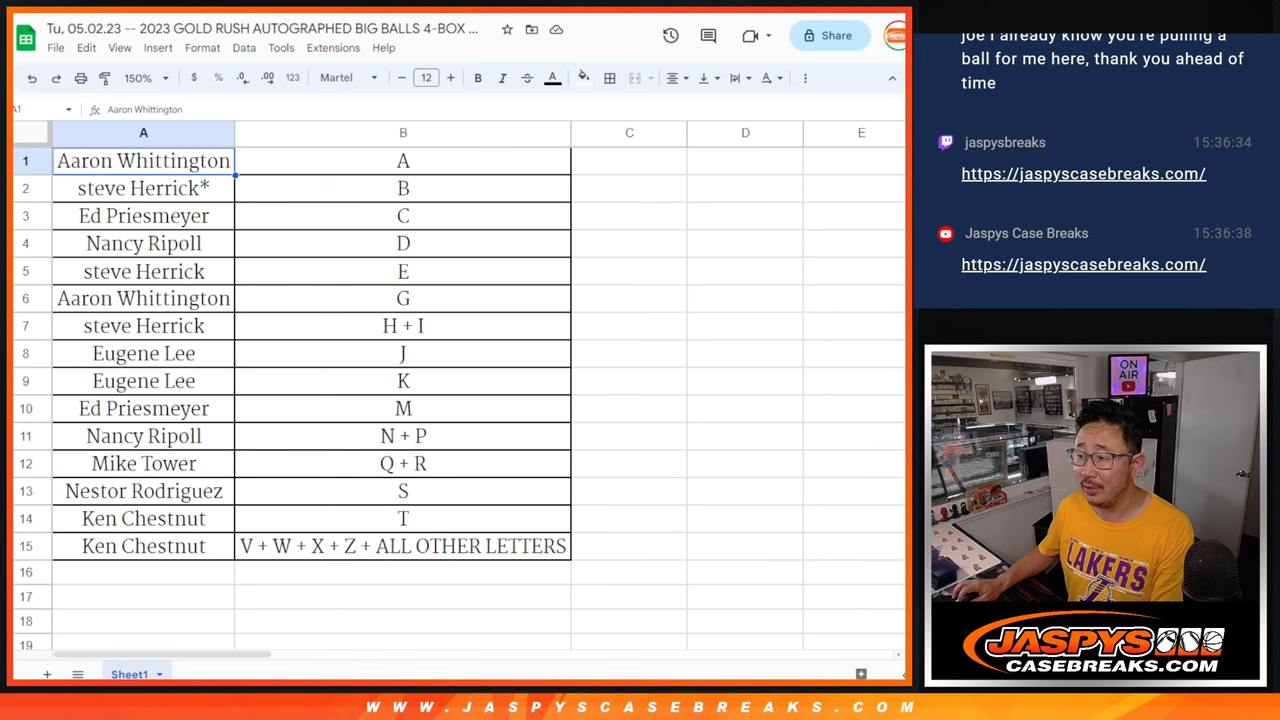 Tu, 05.02.23 -- 2023 GOLD RUSH AUTOGRAPHED BIG BALLS 4-BOX ...
File Edit View Insert Format Data Tools Extensions Help
Share
150% $ % .0 .00 123 Martel 12 B I A
A1 fx Aaron Whittington
A B C D E
1 Aaron Whittington A
2 steve Herrick* B
3 Ed Priesmeyer C
4 Nancy Ripoll D
5 steve Herrick E
6 Aaron Whittington G
7 steve Herrick H + I
8 Eugene Lee J
9 Eugene Lee K
10 Ed Priesmeyer M
11 Nancy Ripoll N + P
12 Mike Tower Q + R
13 Nestor Rodriguez S
14 Ken Chestnut T
15 Ken Chestnut V + W + X + Z + ALL OTHER LETTERS
16
17
18
19
Sheet1
joe I already know you're pulling a
ball for me here, thank you ahead of
time
jaspysbreaks 15:36:34
https://jaspyscasebreaks.com/
Jaspys Case Breaks 15:36:38
https://jaspyscasebreaks.com/
ON
AIR
LAKERS
JASPYS
CASEBREAKS.COM
WWW.JASPYSCASEBREAKS.COM